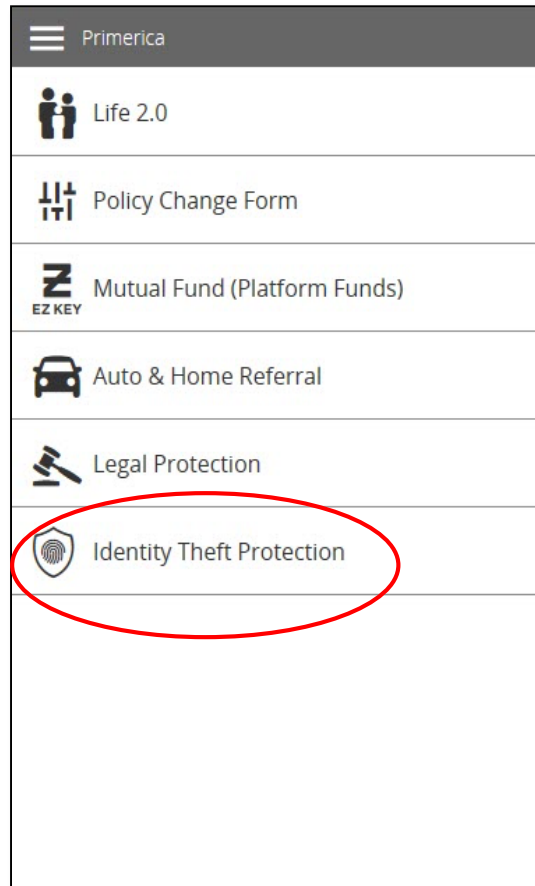 Primerica
Life 2.0
Policy Change Form
Z
EZ KEY
Mutual Fund (Platform Funds)
Auto & Home Referral
Legal Protection
Identity Theft Protection